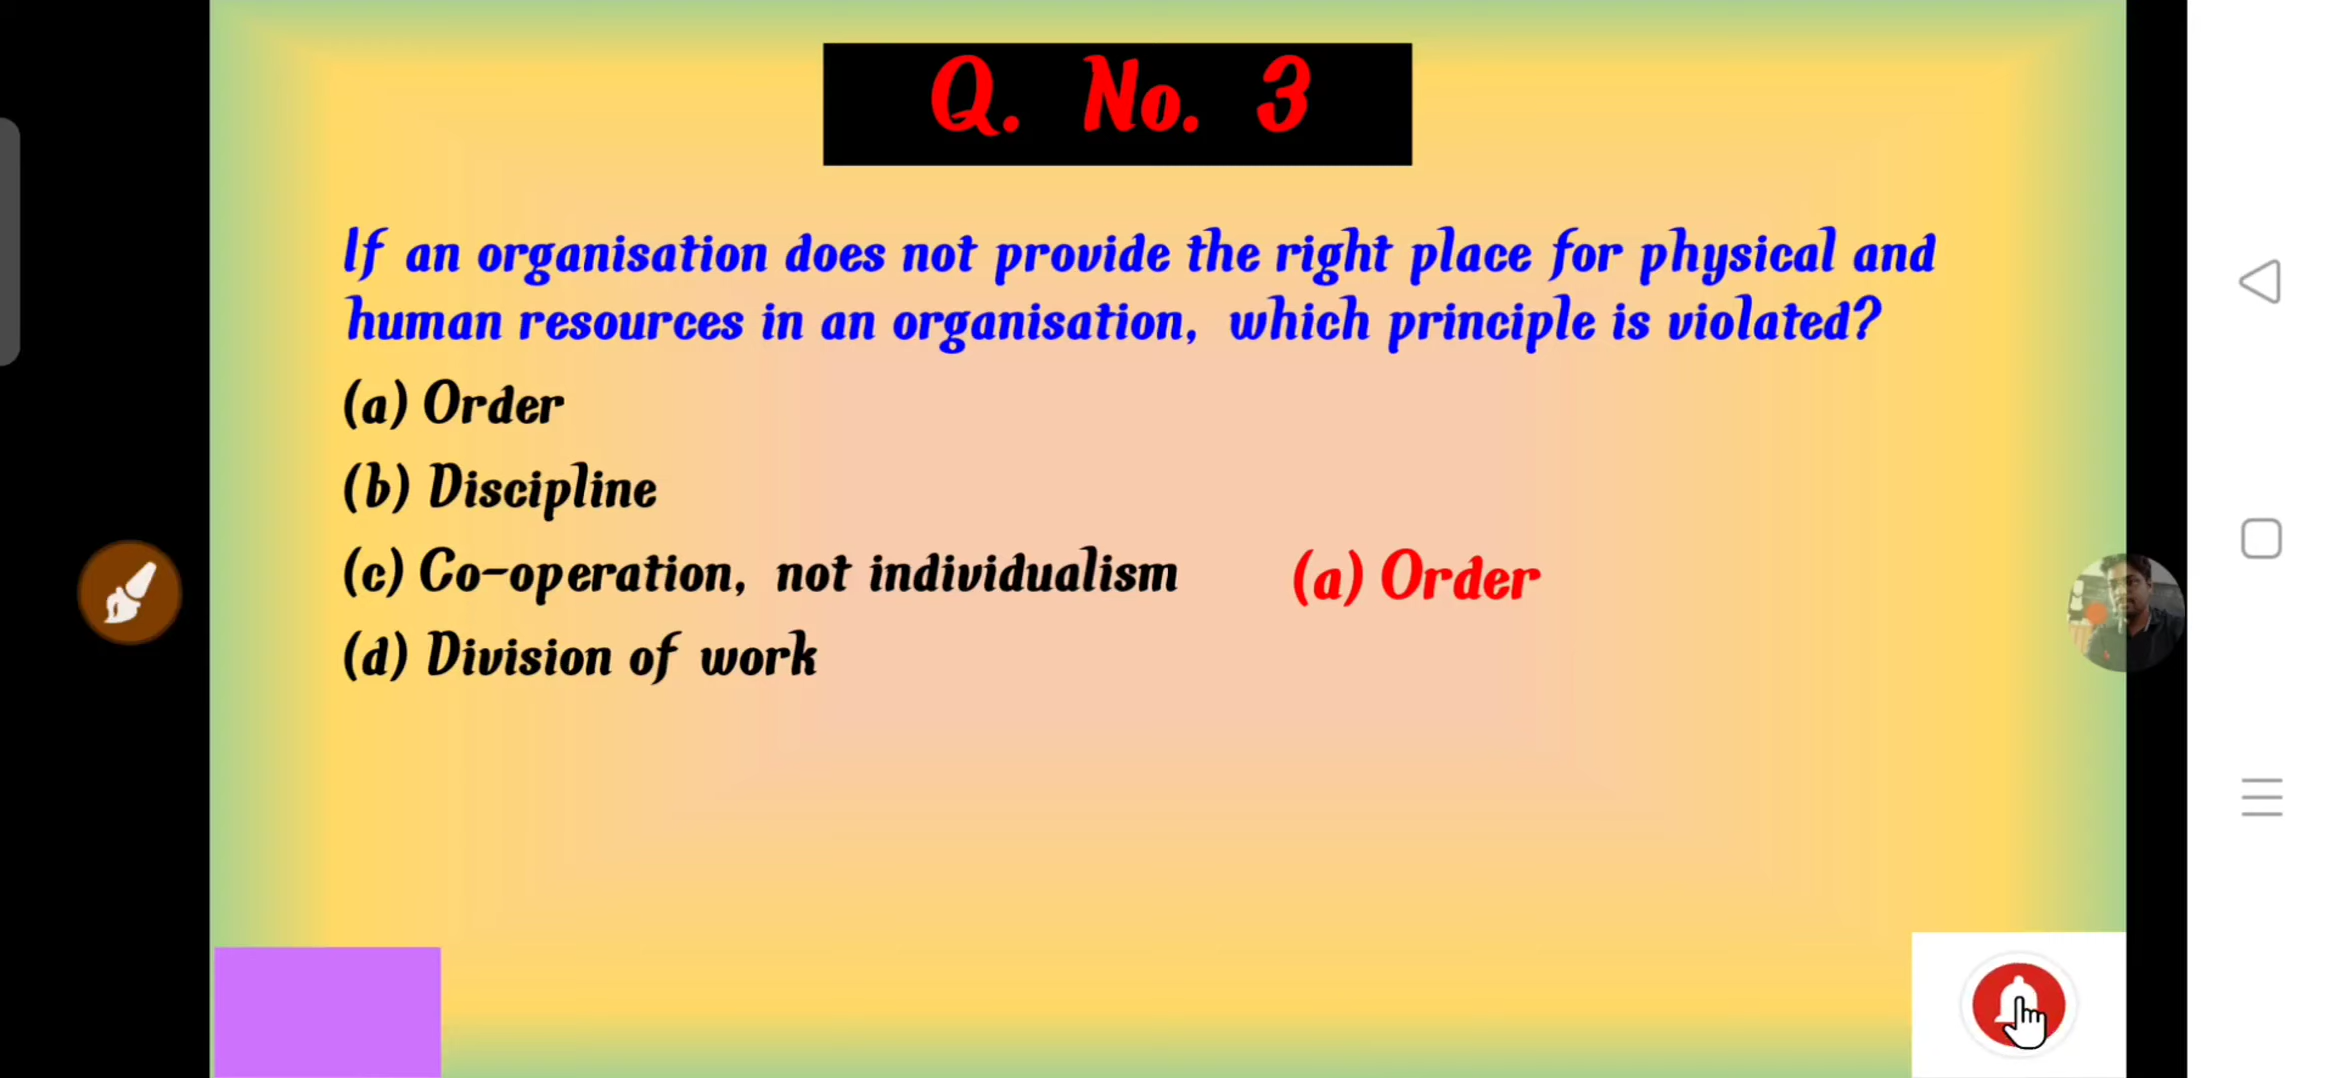 Q. No. 3
If an organisation does not provide the right place for physical and
human resources in an organisation, which principle is violated?
(a) Order
(b) Discipline
(c) Co-operation, not individualism
(a) Order
(d) Division of work